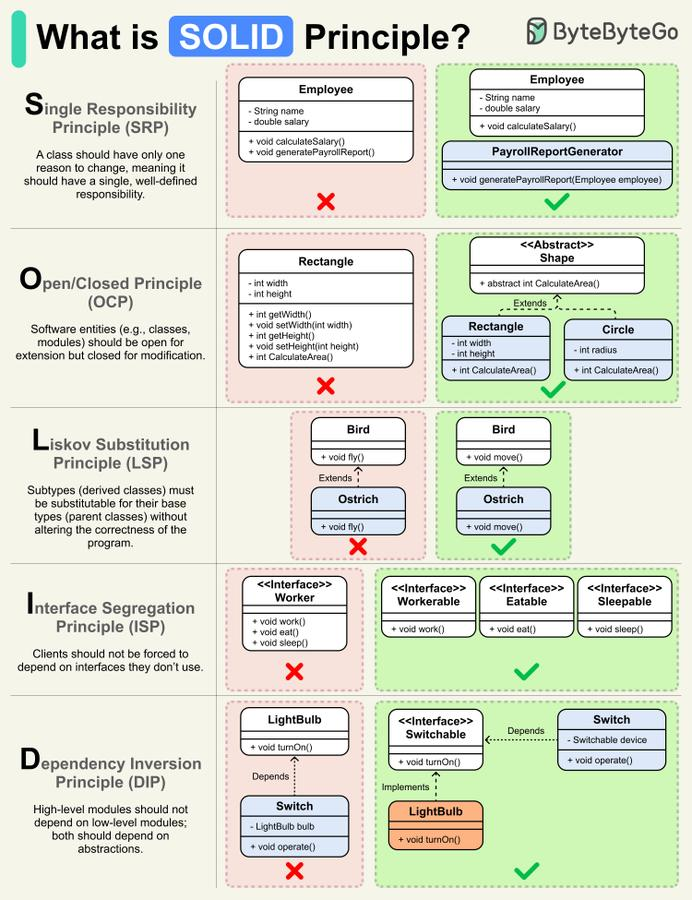 What is SOLID Principle?
ByteByteGo
Single Responsibility
Principle (SRP)
A class should have only one
reason to change, meaning it
should have a single, well-defined
responsibility.
Employee
- String name
- double salary
+ void calculateSalary()
+ void generatePayrollReport()
Employee
- String name
- double salary
+ void calculateSalary()
PayrollReportGenerator
+ void generatePayrollReport(Employee employee)
Open/Closed Principle
(OCP)
Software entities (e.g., classes,
modules) should be open for
extension but closed for modification.
Rectangle
- int width
- int height
+ int getWidth()
+ void setWidth(int width)
+ int getHeight()
+ void setHeight(int height)
+ int CalculateArea()
<<Abstract>>
Shape
+ abstract int CalculateArea()
Extends
Rectangle
- int width
- int height
+ int CalculateArea()
Circle
- int radius
+ int CalculateArea()
Liskov Substitution
Principle (LSP)
Subtypes (derived classes) must
be substitutable for their base
types (parent classes) without
altering the correctness of the
program.
Bird
+ void fly()
Extends
Ostrich
+ void fly()
Bird
+ void move()
Extends
Ostrich
+ void move()
Interface Segregation
Principle (ISP)
Clients should not be forced to
depend on interfaces they don't use.
<<Interface>>
Worker
+ void work()
+ void eat()
+ void sleep()
<<Interface>>
Workerable
+ void work()
<<Interface>>
Eatable
+ void eat()
<<Interface>>
Sleepable
+ void sleep()
Dependency Inversion
Principle (DIP)
High-level modules should not
depend on low-level modules;
both should depend on
abstractions.
LightBulb
+ void turnOn()
Depends
Switch
- LightBulb bulb
+ void operate()
<<Interface>>
Switchable
+ void turnOn()
Depends
Switch
- Switchable device
+ void operate()
Implements
LightBulb
+ void turnOn()